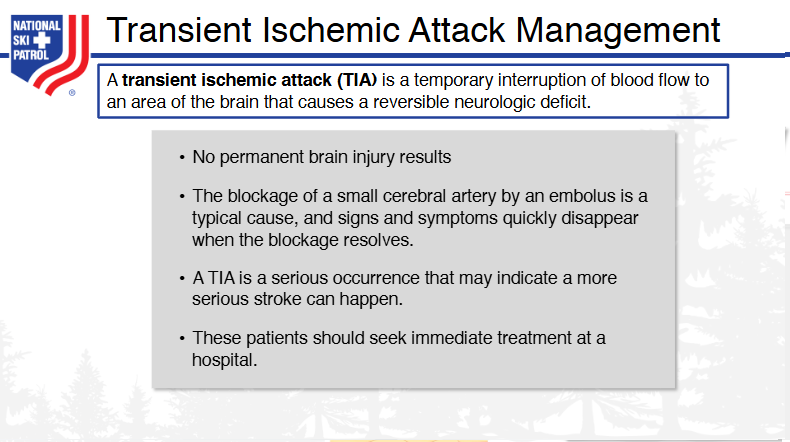 NATIONAL
SKI
PATROL
®
Transient Ischemic Attack Management
A transient ischemic attack (TIA) is a temporary interruption of blood flow to
an area of the brain that causes a reversible neurologic deficit.
• No permanent brain injury results
• The blockage of a small cerebral artery by an embolus is a
typical cause, and signs and symptoms quickly disappear
when the blockage resolves.
• A TIA is a serious occurrence that may indicate a more
serious stroke can happen.
• These patients should seek immediate treatment at a
hospital.